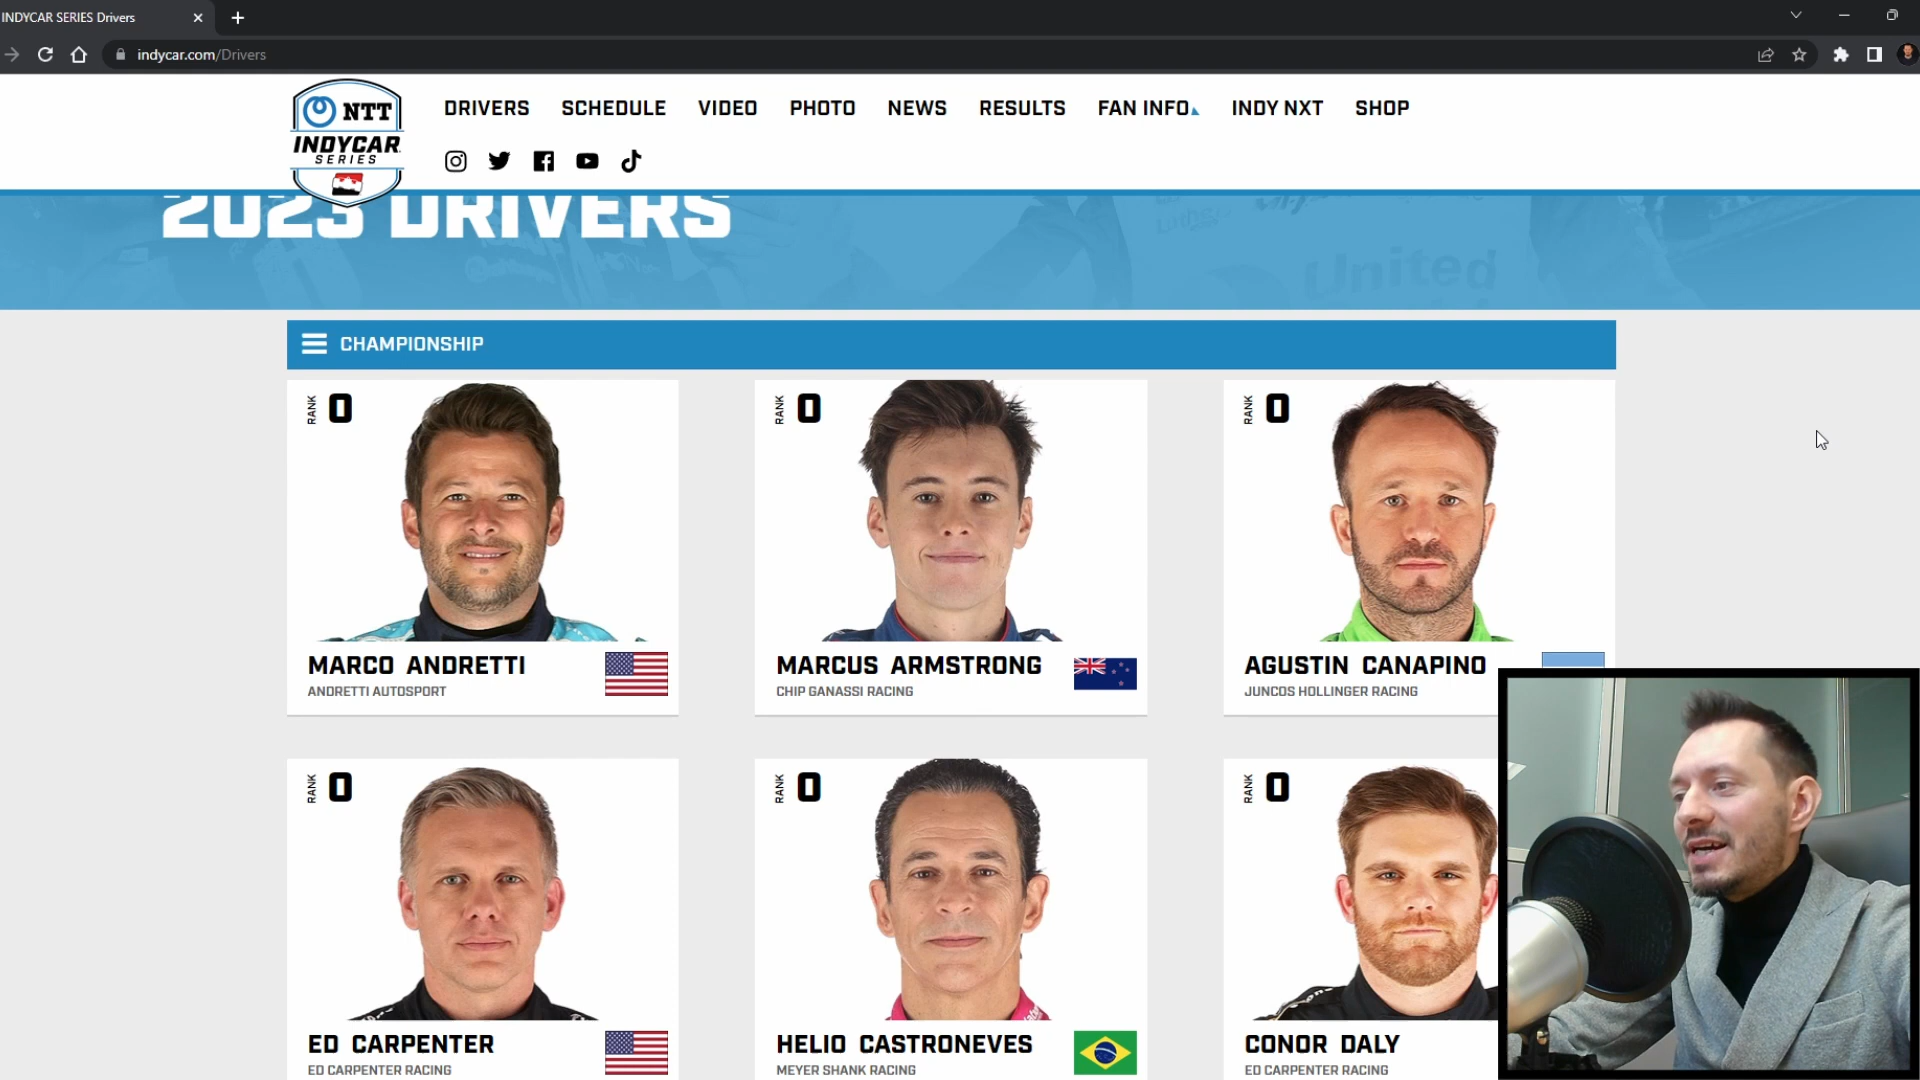 INDYCAR SERIES Drivers
indycar.com/Drivers
NTT
INDYCAR
SERIES
DRIVERS SCHEDULE VIDEO PHOTO NEWS RESULTS FAN INFO INDY NXT SHOP
2023 DRIVERS
United
CHAMPIONSHIP
RANK 0
MARCO ANDRETTI
ANDRETTI AUTOSPORT
RANK 0
MARCUS ARMSTRONG
CHIP GANASSI RACING
RANK 0
AGUSTIN CANAPINO
JUNCOS HOLLINGER RACING
RANK 0
ED CARPENTER
ED CARPENTER RACING
RANK 0
HELIO CASTRONEVES
MEYER SHANK RACING
RANK 0
CONOR DALY
ED CARPENTER RACING